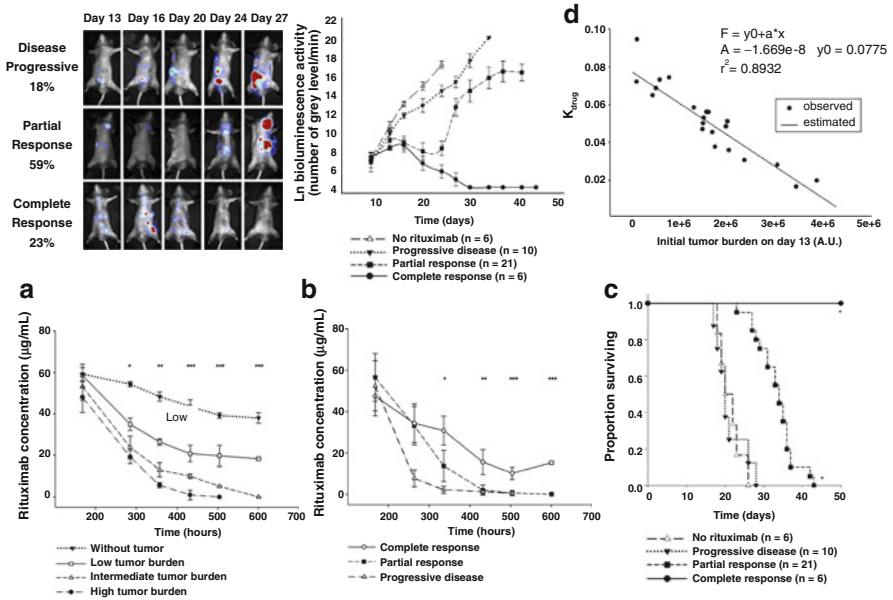 Day 13 Day 16 Day 20 Day 24 Day 27
Disease
Progressive
18%
Partial
Response
59%
Complete
Response
23%
Ln bioluminescence activity
(number of grey level/min)
22
20
18
16
14
12
10
8
6
4
0 10 20 30 40 50
Time (days)
No rituximab (n = 6)
Progressive disease (n = 10)
Partial response (n = 21)
Complete response (n = 6)
d
Kdrug
0.10
0.08
0.06
0.04
0.02
F = y0+a*x
A = −1.669e-8 y0 = 0.0775
r2= 0.8932
observed
estimated
0 1e+6 2e+6 3e+6 4e+6 5e+6
Initial tumor burden on day 13 (A.U.)
a
Rituximab concentration (µg/mL)
80
60
40
20
0
* ** *** *** ***
Low
200 300 400 500 600 700
Time (hours)
Without tumor
Low tumor burden
Intermediate tumor burden
High tumor burden
b
Rituximab concentration (µg/mL)
80
60
40
20
0
* ** *** ***
200 300 400 500 600 700
Time (hours)
Complete response
Partial response
Progressive disease
c
Proportion surviving
1.0
0.8
0.6
0.4
0.2
0.0
*
*
0 10 20 30 40 50
Time (days)
No rituximab (n = 6)
Progressive disease (n = 10)
Partial response (n = 21)
Complete response (n = 6)